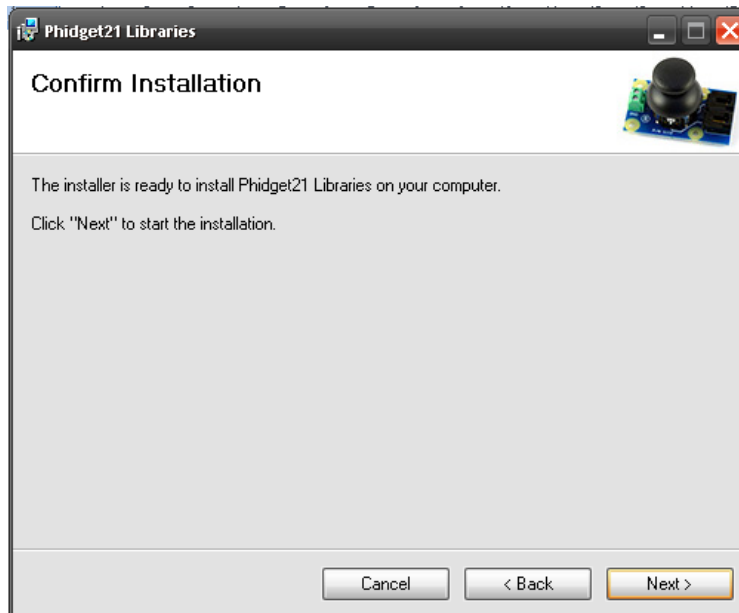 Phidget21 Libraries
Confirm Installation
The installer is ready to install Phidget21 Libraries on your computer.
Click "Next" to start the installation.
Cancel
< Back
Next >